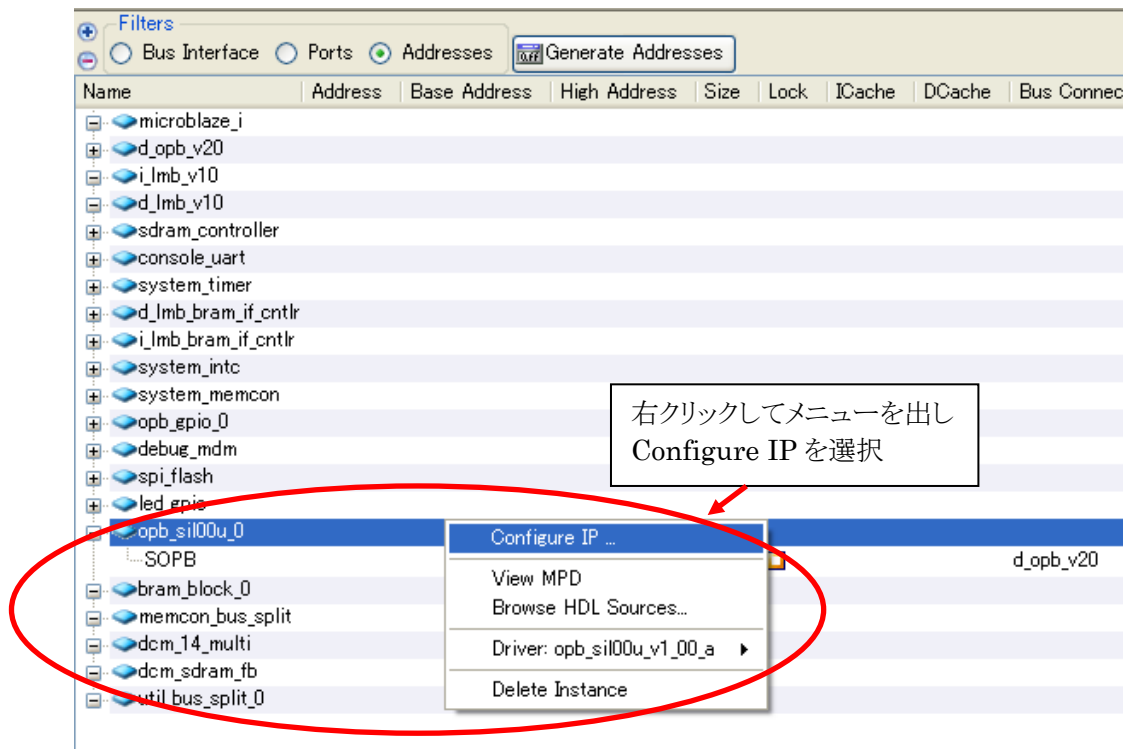 Filters
Bus Interface Ports Addresses Generate Addresses
Name Address Base Address High Address Size Lock ICache DCache Bus Connec
microblaze_i
d_opb_v20
i_lmb_v10
d_lmb_v10
sdram_controller
console_uart
system_timer
d_lmb_bram_if_cntlr
i_lmb_bram_if_cntlr
system_intc
system_memcon
opb_gpio_0
debug_mdm
spi_flash
led_gpio
opb_sil00u_0
SOPB d_opb_v20
bram_block_0
memcon_bus_split
dcm_14_multi
dcm_sdram_fb
util_bus_split_0
右クリックしてメニューを出し
Configure IP を選択
Configure IP ...
View MPD
Browse HDL Sources...
Driver: opb_sil00u_v1_00_a
Delete Instance